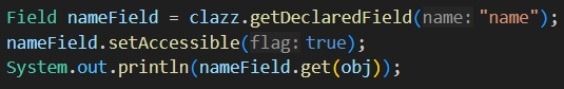 Field nameField = clazz.getDeclaredField(name: "name");
nameField.setAccessible(flag: true);
System.out.println(nameField.get(obj));